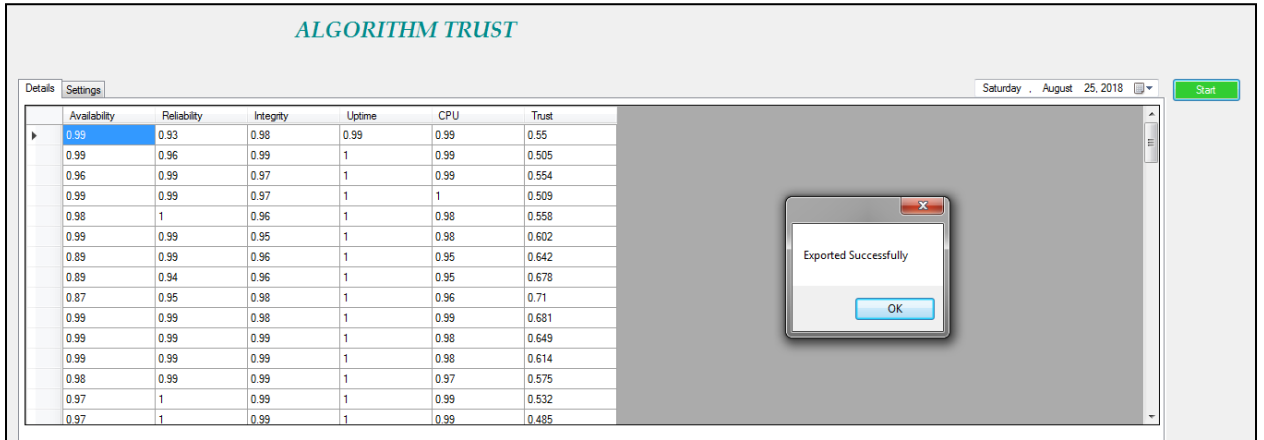 ALGORITHM TRUST
Details Settings Saturday , August 25, 2018 Start
Availability Reliability Integrity Uptime CPU Trust
0.99 0.93 0.98 0.99 0.99 0.55
0.99 0.96 0.99 1 0.99 0.505
0.96 0.99 0.97 1 0.99 0.554
0.99 0.99 0.97 1 1 0.509
0.98 1 0.96 1 0.98 0.558
0.99 0.99 0.95 1 0.98 0.602
0.89 0.99 0.96 1 0.95 0.642
0.89 0.94 0.96 1 0.95 0.678
0.87 0.95 0.98 1 0.96 0.71
0.99 0.99 0.98 1 0.99 0.681
0.99 0.99 0.99 1 0.98 0.649
0.99 0.99 0.99 1 0.98 0.614
0.98 0.99 0.99 1 0.97 0.575
0.97 1 0.99 1 0.99 0.532
0.97 1 0.99 1 0.99 0.485
Exported Successfully
OK